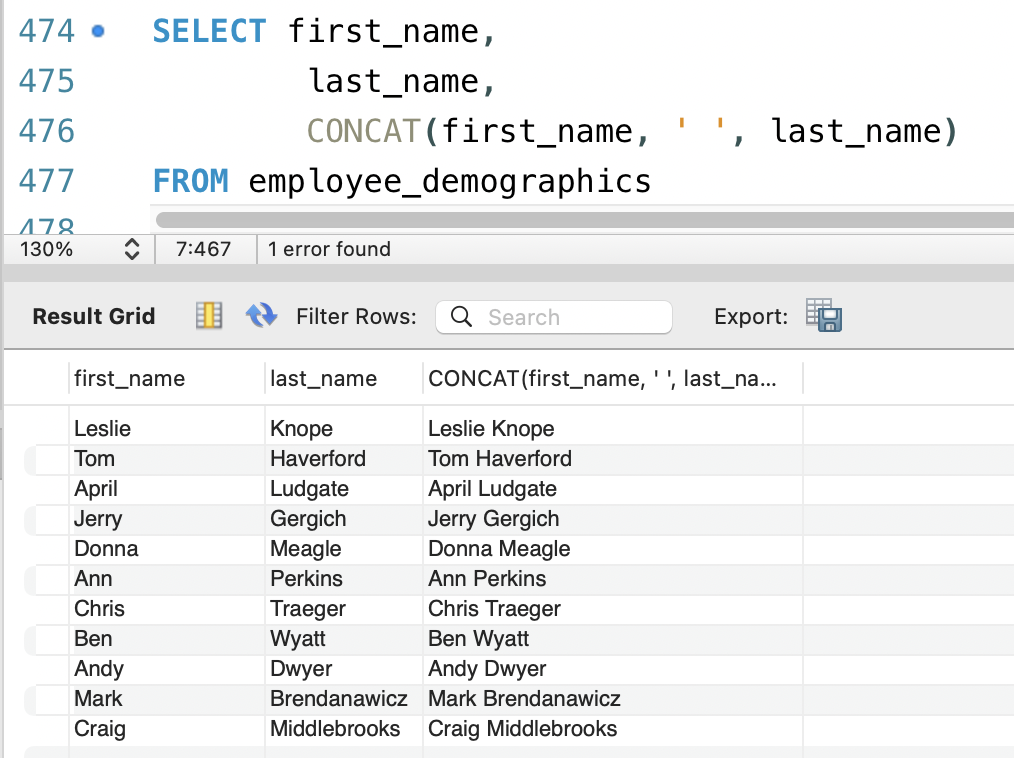 474 SELECT first_name,
475 last_name,
476 CONCAT(first_name, ' ', last_name)
477 FROM employee_demographics
478
130% 7:467 1 error found
Result Grid Filter Rows: Search Export:
first_name last_name CONCAT(first_name, ' ', last_na...
Leslie Knope Leslie Knope
Tom Haverford Tom Haverford
April Ludgate April Ludgate
Jerry Gergich Jerry Gergich
Donna Meagle Donna Meagle
Ann Perkins Ann Perkins
Chris Traeger Chris Traeger
Ben Wyatt Ben Wyatt
Andy Dwyer Andy Dwyer
Mark Brendanawicz Mark Brendanawicz
Craig Middlebrooks Craig Middlebrooks